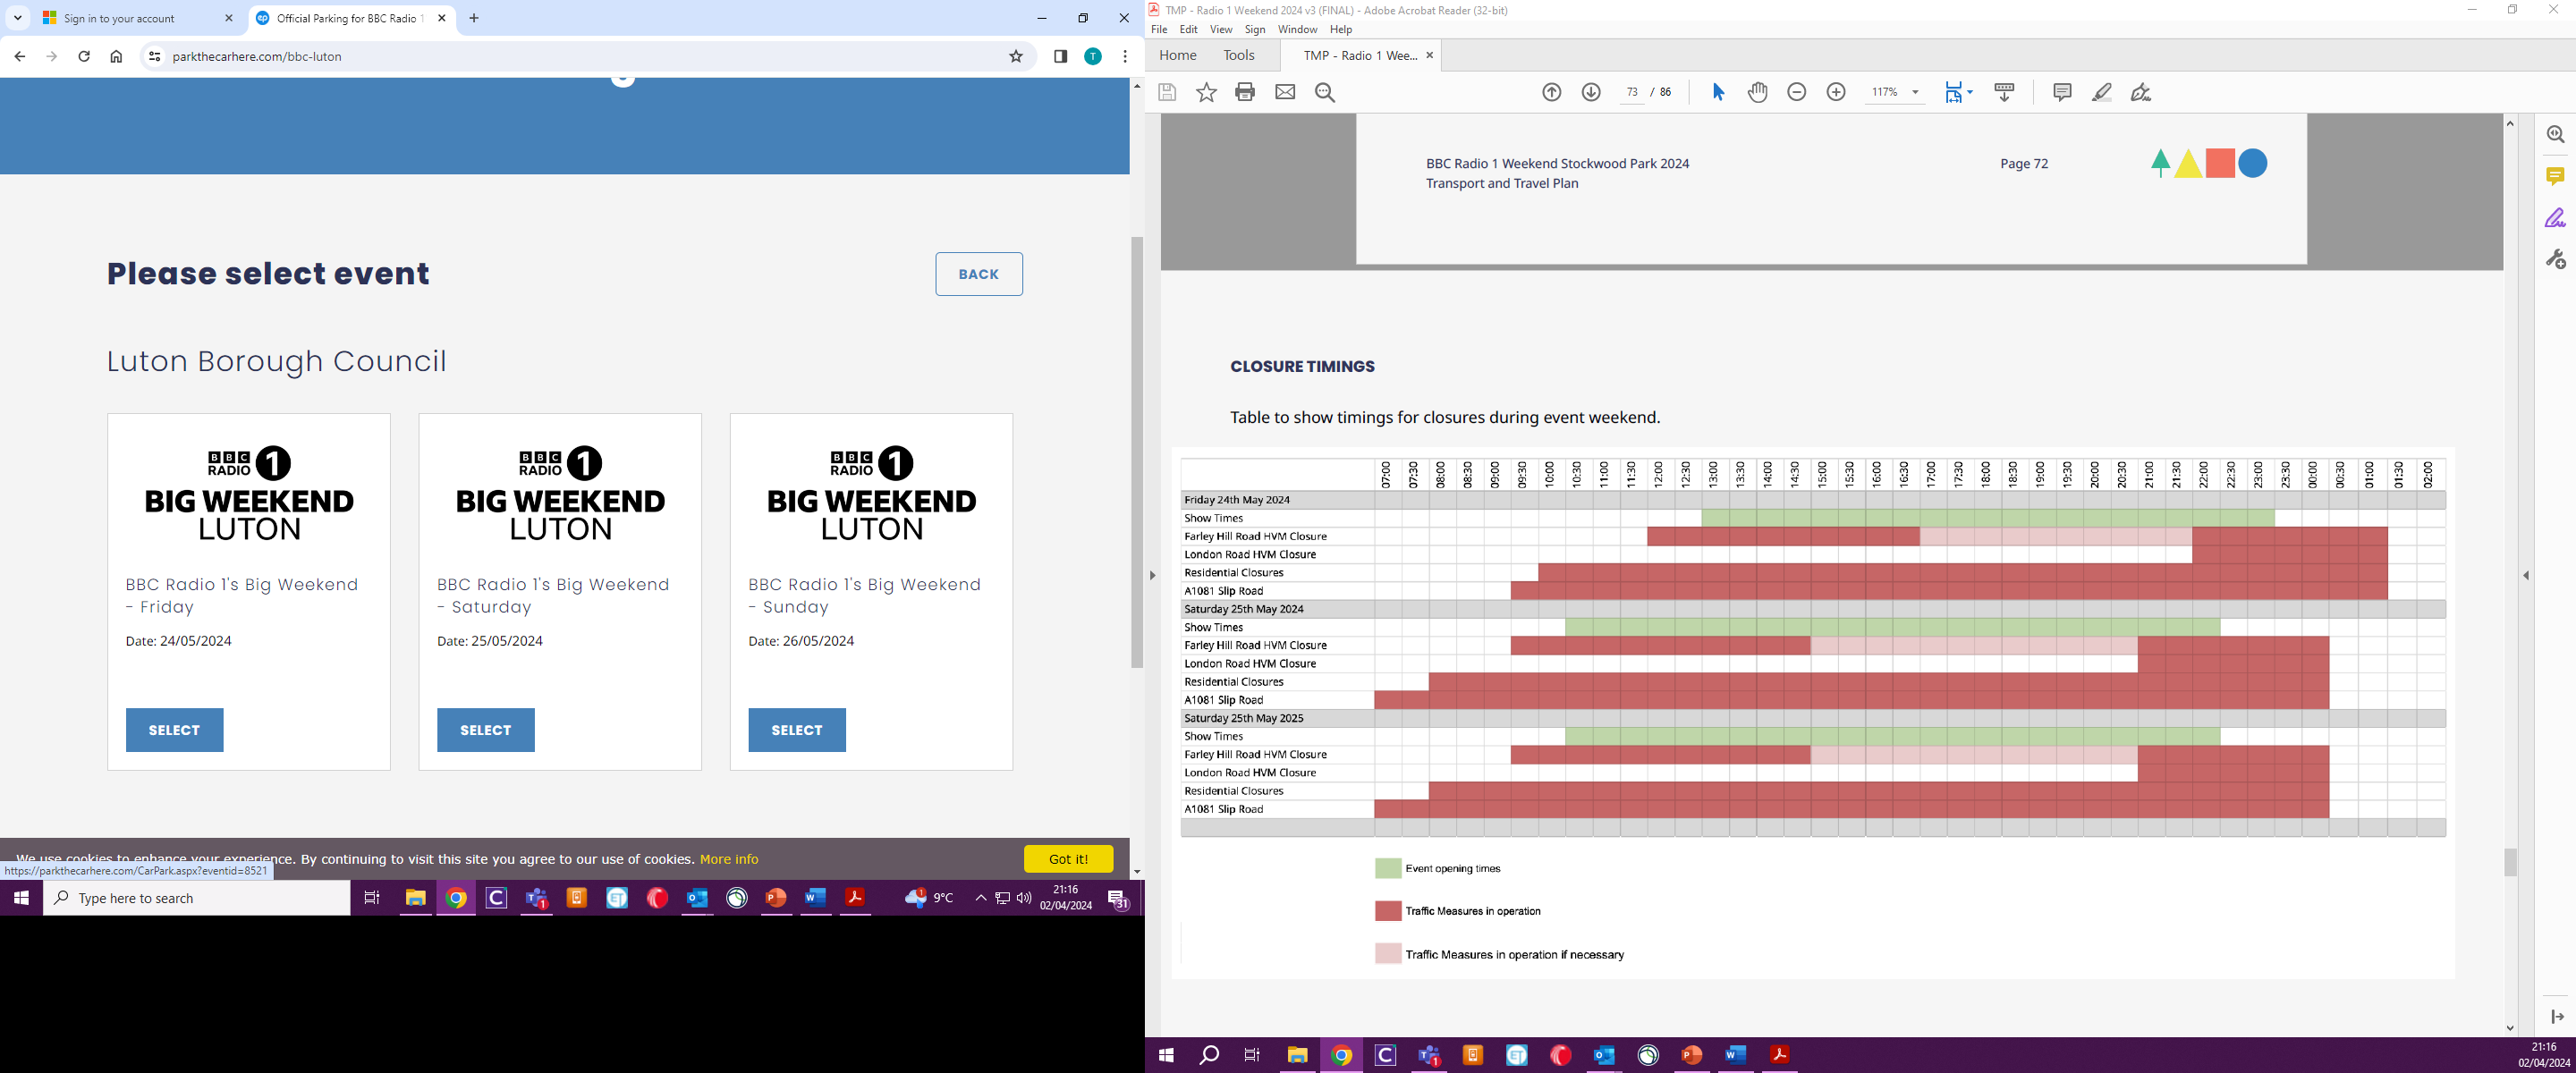 Sign in to your account
Official Parking for BBC Radio 1
parkthecarhere.com/bbc-luton
T
Please select event
BACK
Luton Borough Council
BBC RADIO 1
BIG WEEKEND
LUTON
BBC Radio 1's Big Weekend
- Friday
Date: 24/05/2024
SELECT
BBC RADIO 1
BIG WEEKEND
LUTON
BBC Radio 1's Big Weekend
- Saturday
Date: 25/05/2024
SELECT
BBC RADIO 1
BIG WEEKEND
LUTON
BBC Radio 1's Big Weekend
- Sunday
Date: 26/05/2024
SELECT
We use cookies to enhance your experience. By continuing to visit this site you agree to our use of cookies. More info
Got it!
https://parkthecarhere.com/CarPark.aspx?eventid=8521
Type here to search
9°C
21:16
02/04/2024
31
TMP - Radio 1 Weekend 2024 v3 (FINAL) - Adobe Acrobat Reader (32-bit)
File Edit View Sign Window Help
Home Tools TMP - Radio 1 Wee...
73 / 86
117%
BBC Radio 1 Weekend Stockwood Park 2024
Page 72
Transport and Travel Plan
CLOSURE TIMINGS
Table to show timings for closures during event weekend.
07:00 07:30 08:00 08:30 09:00 09:30 10:00 10:30 11:00 11:30 12:00 12:30 13:00 13:30 14:00 14:30 15:00 15:30 16:00 16:30 17:00 17:30 18:00 18:30 19:00 19:30 20:00 20:30 21:00 21:30 22:00 22:30 23:00 23:30 00:00 00:30 01:00 01:30 02:00
Friday 24th May 2024
Show Times
Farley Hill Road HVM Closure
London Road HVM Closure
Residential Closures
A1081 Slip Road
Saturday 25th May 2024
Show Times
Farley Hill Road HVM Closure
London Road HVM Closure
Residential Closures
A1081 Slip Road
Saturday 25th May 2025
Show Times
Farley Hill Road HVM Closure
London Road HVM Closure
Residential Closures
A1081 Slip Road
Event opening times
Traffic Measures in operation
Traffic Measures in operation if necessary
21:16
02/04/2024